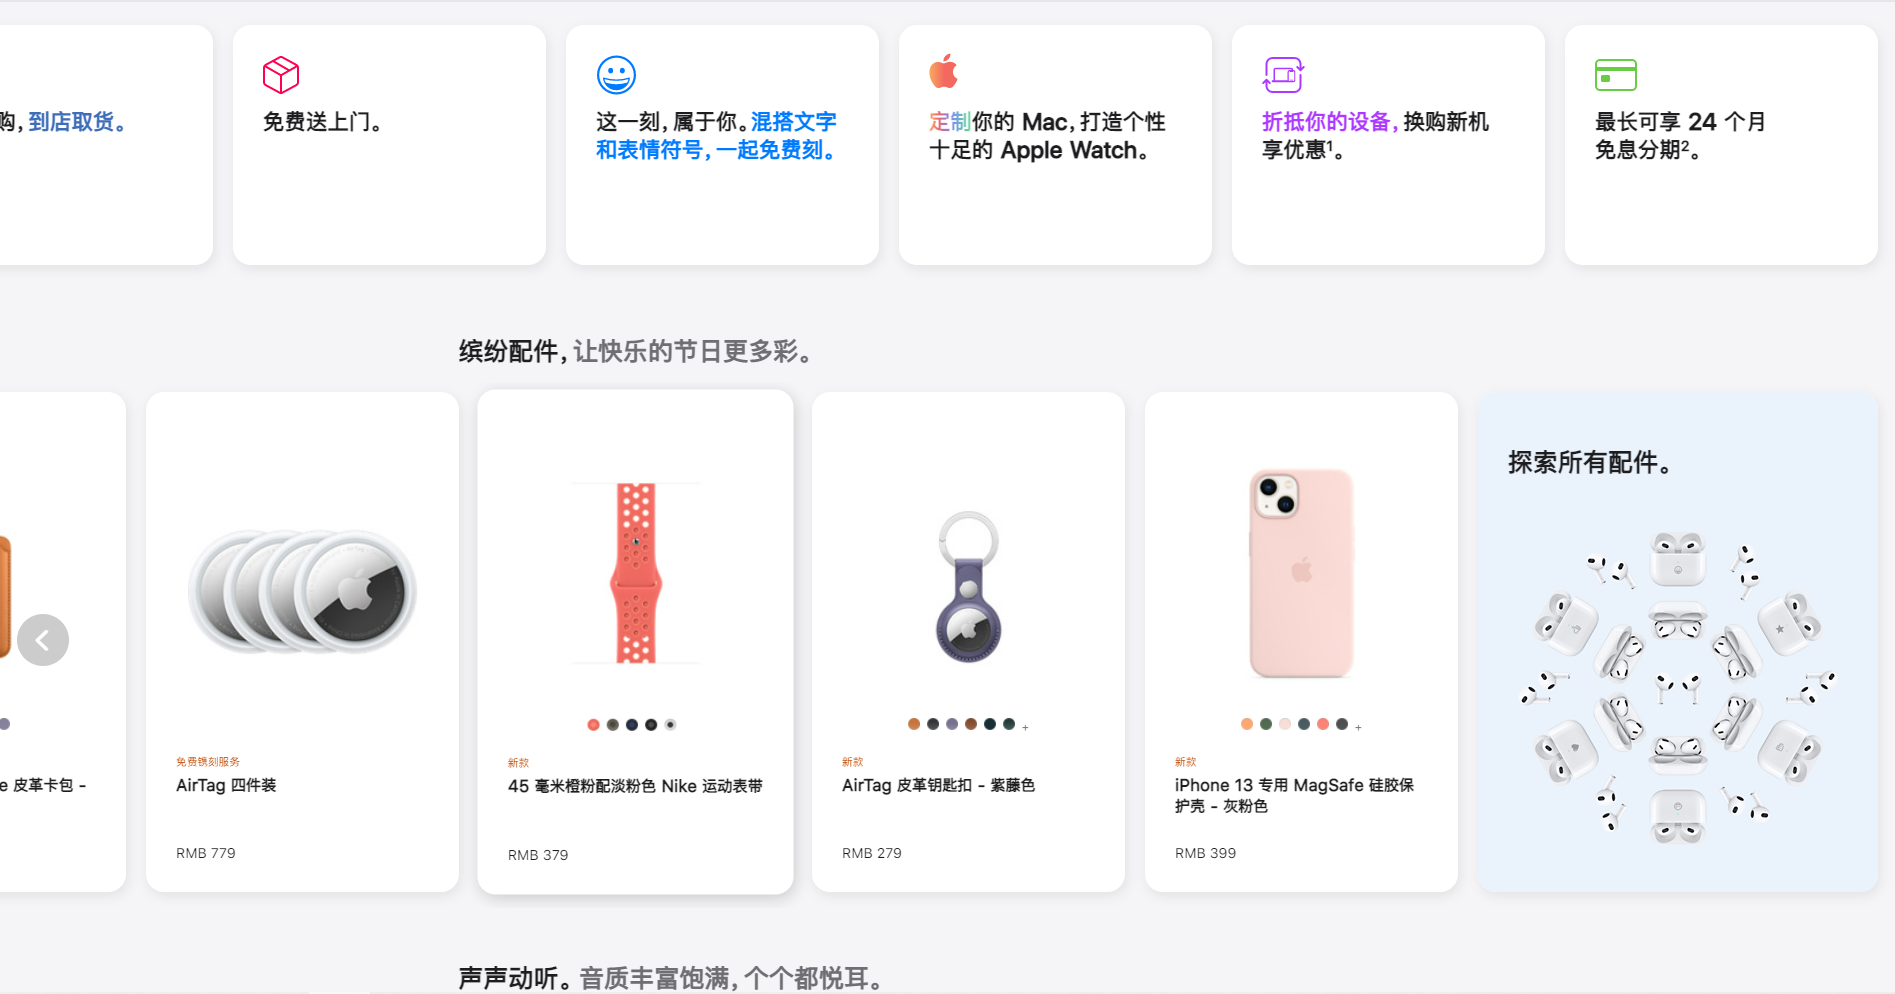 购，到店取货。
免费送上门。
这一刻，属于你。混搭文字
和表情符号，一起免费刻。
定制你的 Mac，打造个性
十足的 Apple Watch。
折抵你的设备，换购新机
享优惠¹。
最长可享 24 个月
免息分期²。
缤纷配件，让快乐的节日更多彩。
e 皮革卡包 -
免费镌刻服务
AirTag 四件装
RMB 779
新款
45 毫米橙粉配淡粉色 Nike 运动表带
RMB 379
新款
AirTag 皮革钥匙扣 - 紫藤色
RMB 279
新款
iPhone 13 专用 MagSafe 硅胶保
护壳 - 灰粉色
RMB 399
探索所有配件。
声声动听。音质丰富饱满，个个都悦耳。